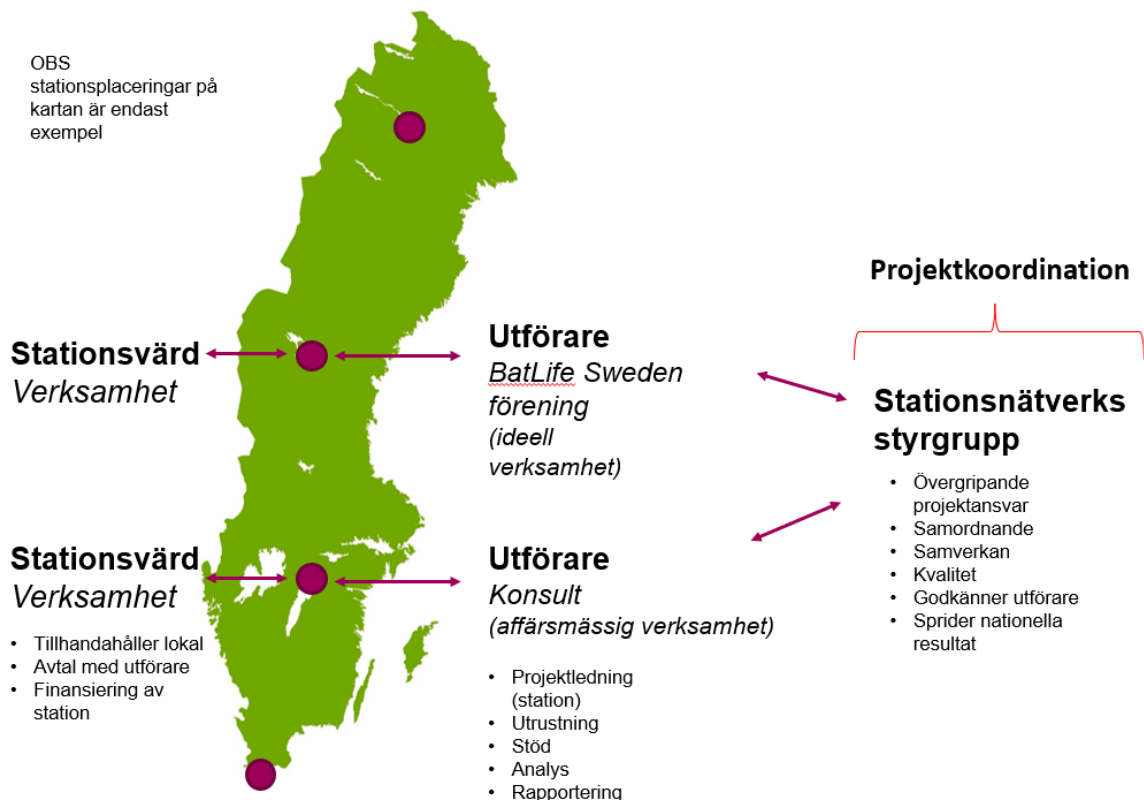 OBS
stationsplaceringar på
kartan är endast
exempel
Projektkoordination
Stationsvärd
Verksamhet
Utförare
BatLife Sweden
förening
(ideell
verksamhet)
Stationsnätverks
styrgrupp
• Övergripande
projektansvar
• Samordnande
• Samverkan
• Kvalitet
• Godkänner utförare
• Sprider nationella
resultat
Stationsvärd
Verksamhet
• Tillhandahåller lokal
• Avtal med utförare
• Finansiering av
station
Utförare
Konsult
(affärsmässig verksamhet)
• Projektledning
(station)
• Utrustning
• Stöd
• Analys
• Rapportering